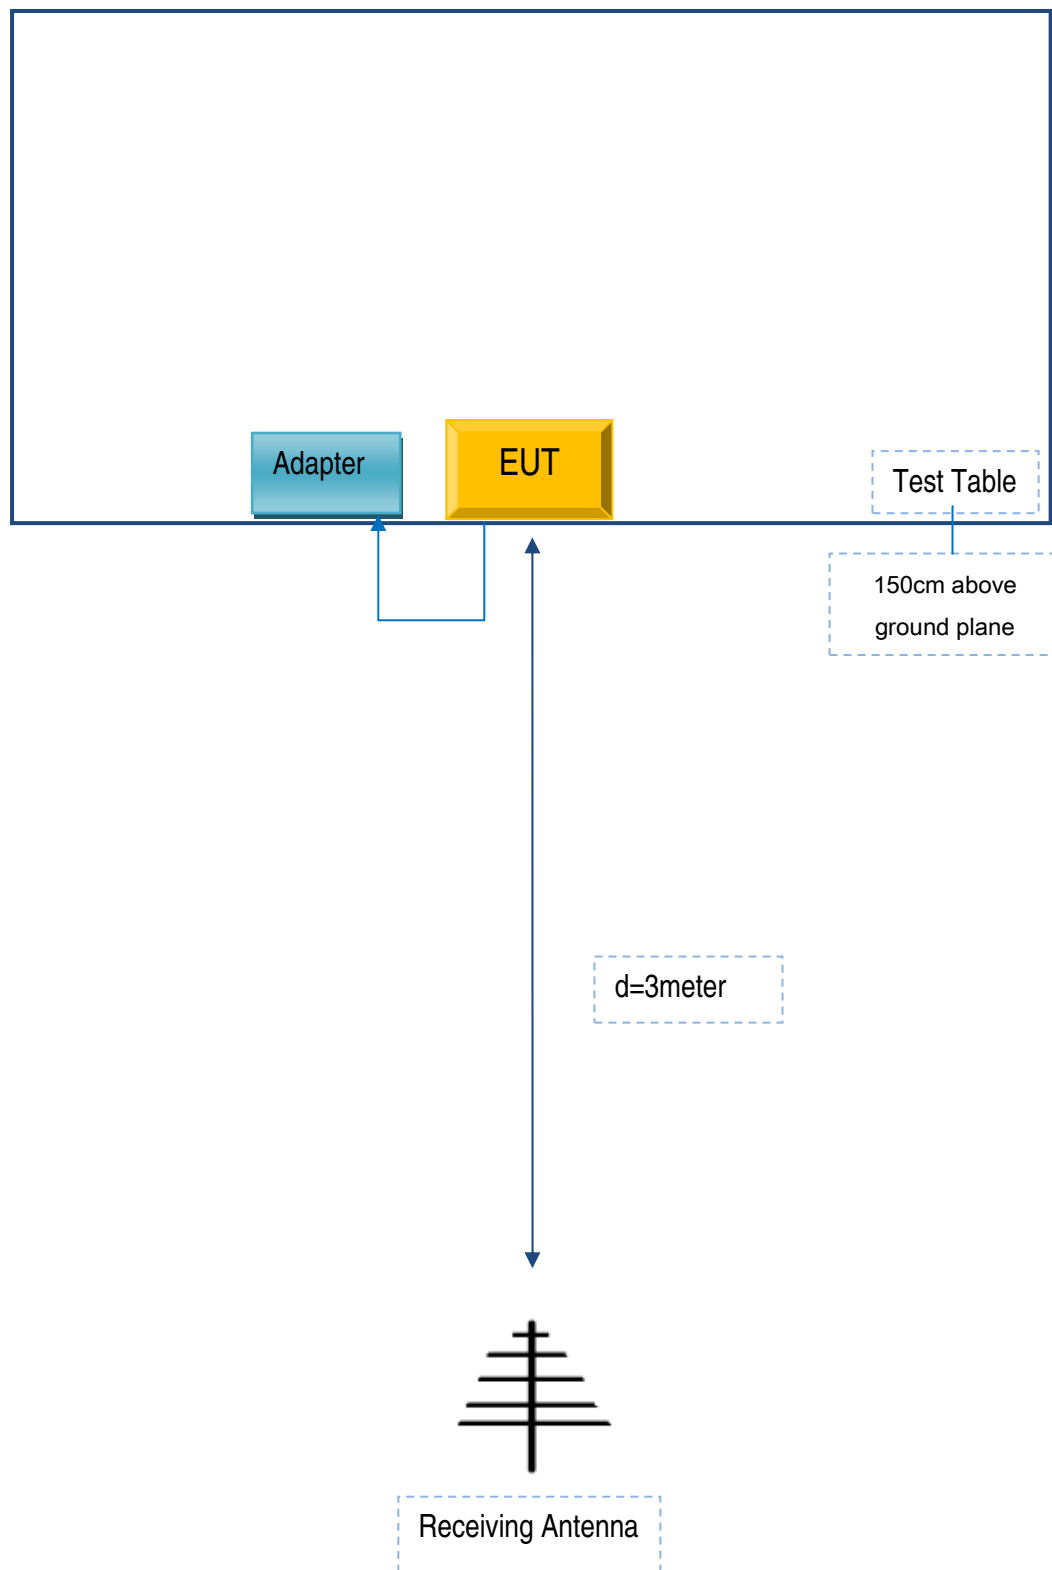 Adapter
EUT
Test Table
150cm above
ground plane
d=3meter
Receiving Antenna